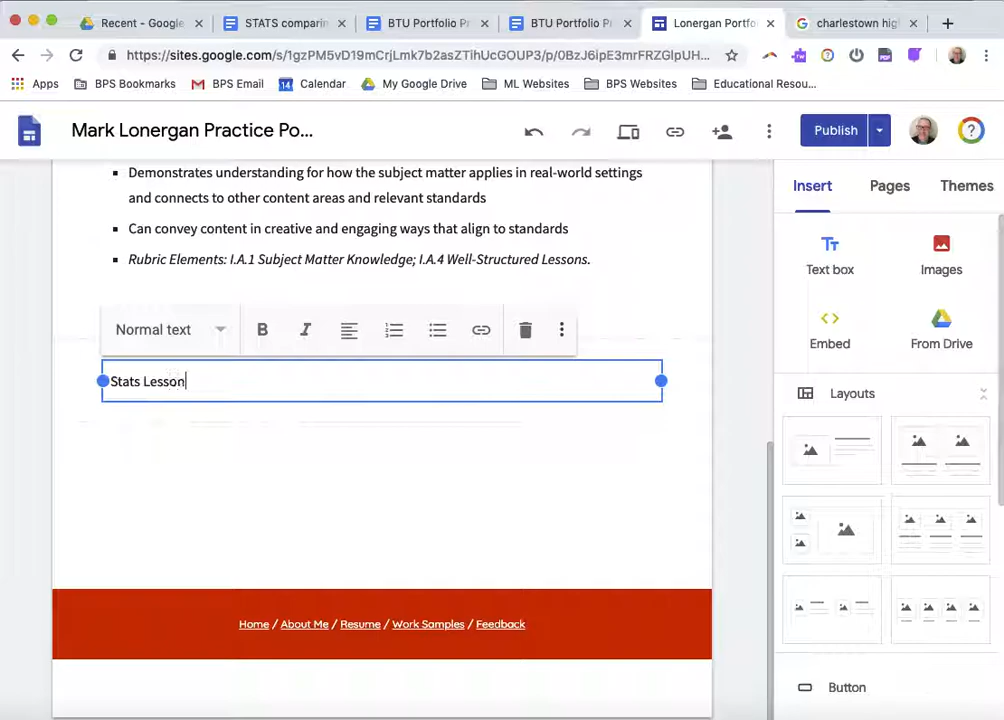 Recent - Google
STATS comparin
BTU Portfolio Pr
BTU Portfolio Pr
Lonergan Portfo
charlestown hig
https://sites.google.com/s/1gzPM5vD19mCrjLmk7b2asZTihUcGOUP3/p/0BzJ6ipE3mrFRZGlpUH...
Apps
BPS Bookmarks
BPS Email
14
Calendar
My Google Drive
ML Websites
BPS Websites
Educational Resou...
Mark Lonergan Practice Po...
Publish
Insert
Pages
Themes
Demonstrates understanding for how the subject matter applies in real-world settings
and connects to other content areas and relevant standards
Can convey content in creative and engaging ways that align to standards
Rubric Elements: I.A.1 Subject Matter Knowledge; I.A.4 Well-Structured Lessons.
Normal text
B I
Stats Lesson
Tt
Text box
Images
Embed
From Drive
Layouts
Button
Home / About Me / Resume / Work Samples / Feedback